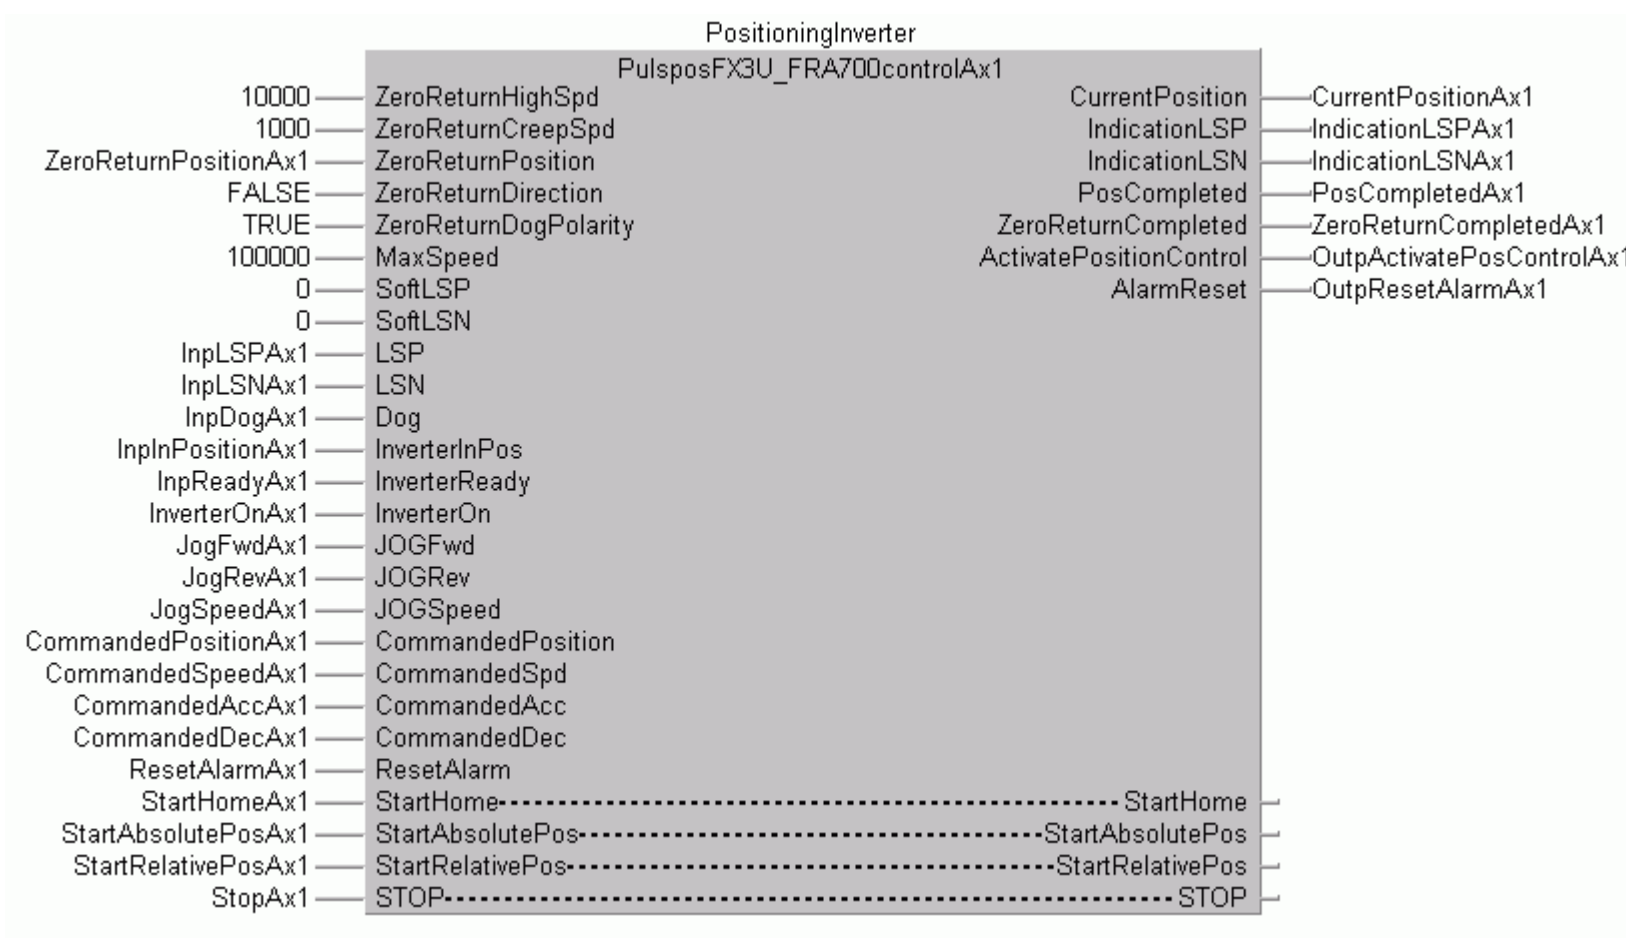 PositioningInverter
PulsposFX3U_FRA700controlAx1
10000 ZeroReturnHighSpd CurrentPosition CurrentPositionAx1
1000 ZeroReturnCreepSpd IndicationLSP IndicationLSPAx1
ZeroReturnPositionAx1 ZeroReturnPosition IndicationLSN IndicationLSNAx1
FALSE ZeroReturnDirection PosCompleted PosCompletedAx1
TRUE ZeroReturnDogPolarity ZeroReturnCompleted ZeroReturnCompletedAx1
100000 MaxSpeed ActivatePositionControl OutpActivatePosControlAx1
0 SoftLSP AlarmReset OutpResetAlarmAx1
0 SoftLSN
InpLSPAx1 LSP
InpLSNAx1 LSN
InpDogAx1 Dog
InpInPositionAx1 InverterInPos
InpReadyAx1 InverterReady
InverterOnAx1 InverterOn
JogFwdAx1 JOGFwd
JogRevAx1 JOGRev
JogSpeedAx1 JOGSpeed
CommandedPositionAx1 CommandedPosition
CommandedSpeedAx1 CommandedSpd
CommandedAccAx1 CommandedAcc
CommandedDecAx1 CommandedDec
ResetAlarmAx1 ResetAlarm
StartHomeAx1 StartHome StartHome
StartAbsolutePosAx1 StartAbsolutePos StartAbsolutePos
StartRelativePosAx1 StartRelativePos StartRelativePos
StopAx1 STOP STOP